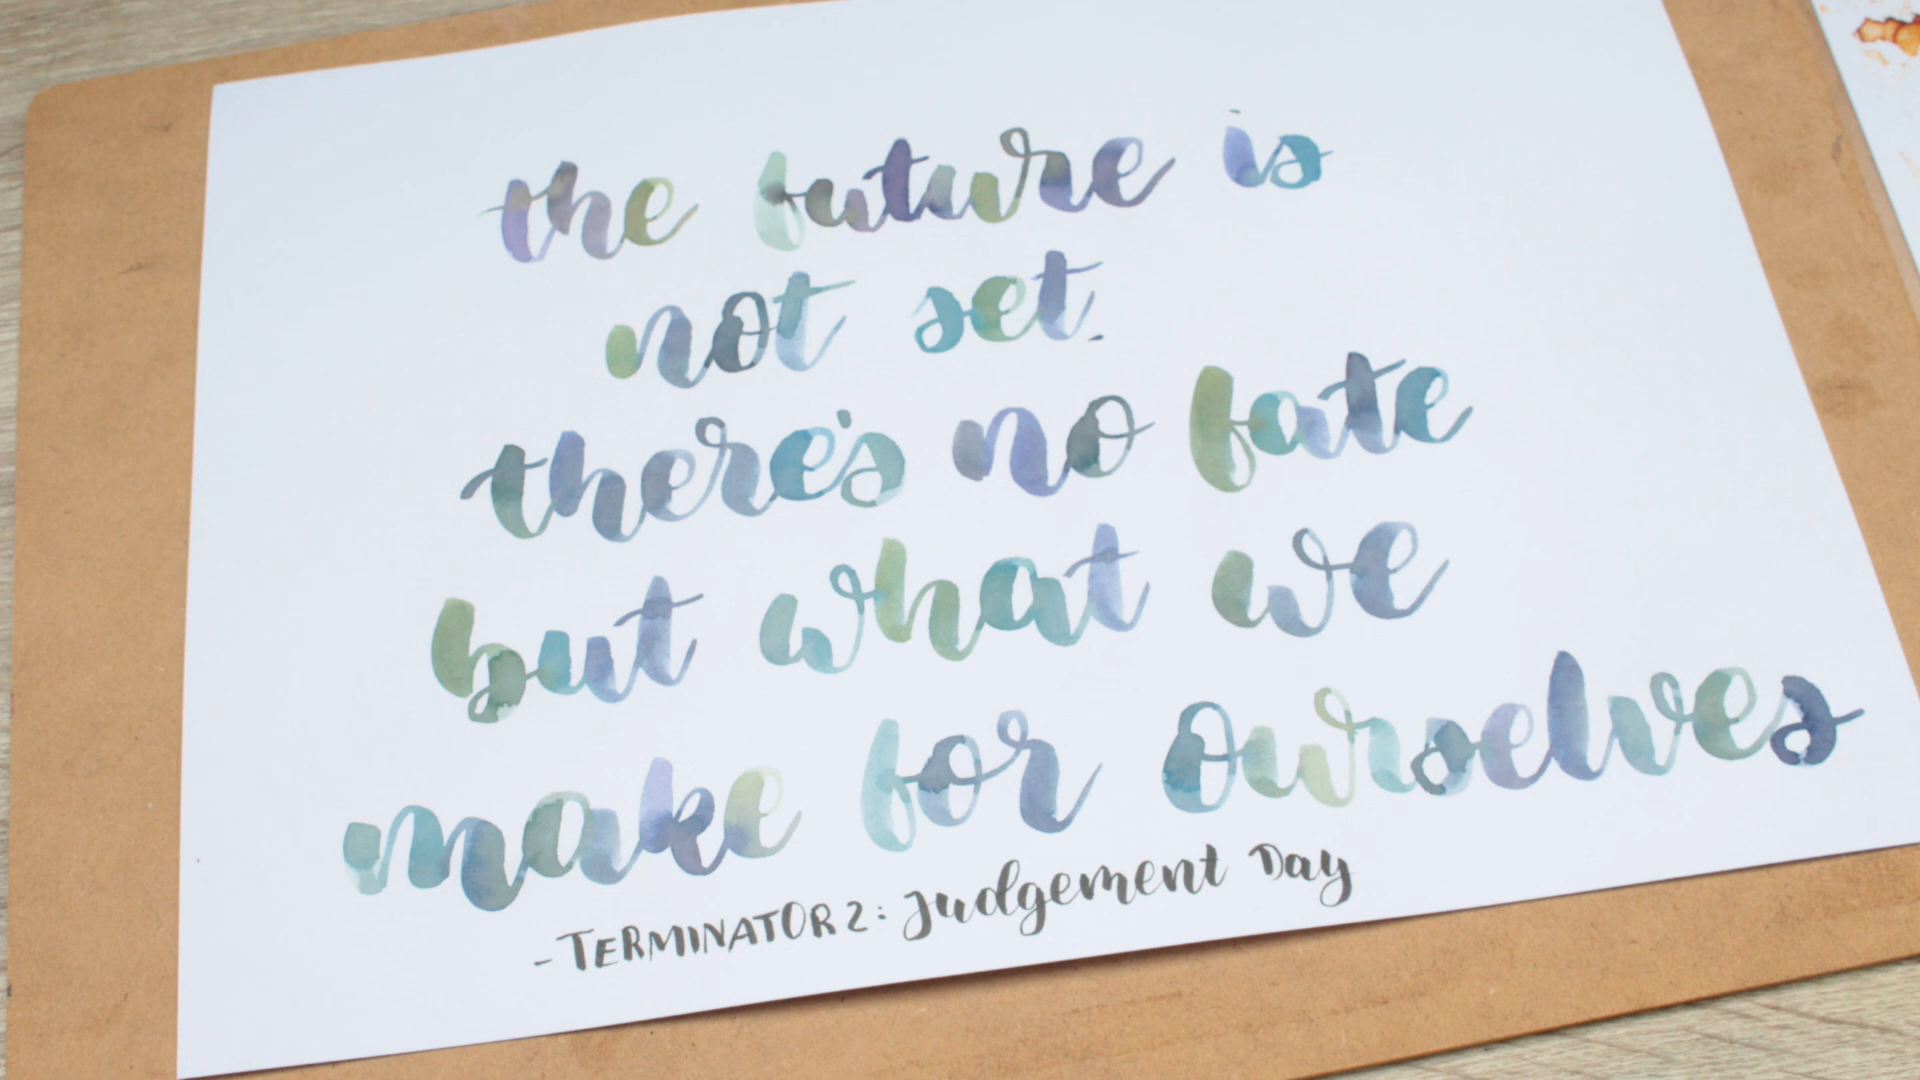 the future is
not set.
there's no fate
but what we
make for ourselves
- TERMINATOR 2: Judgement Day